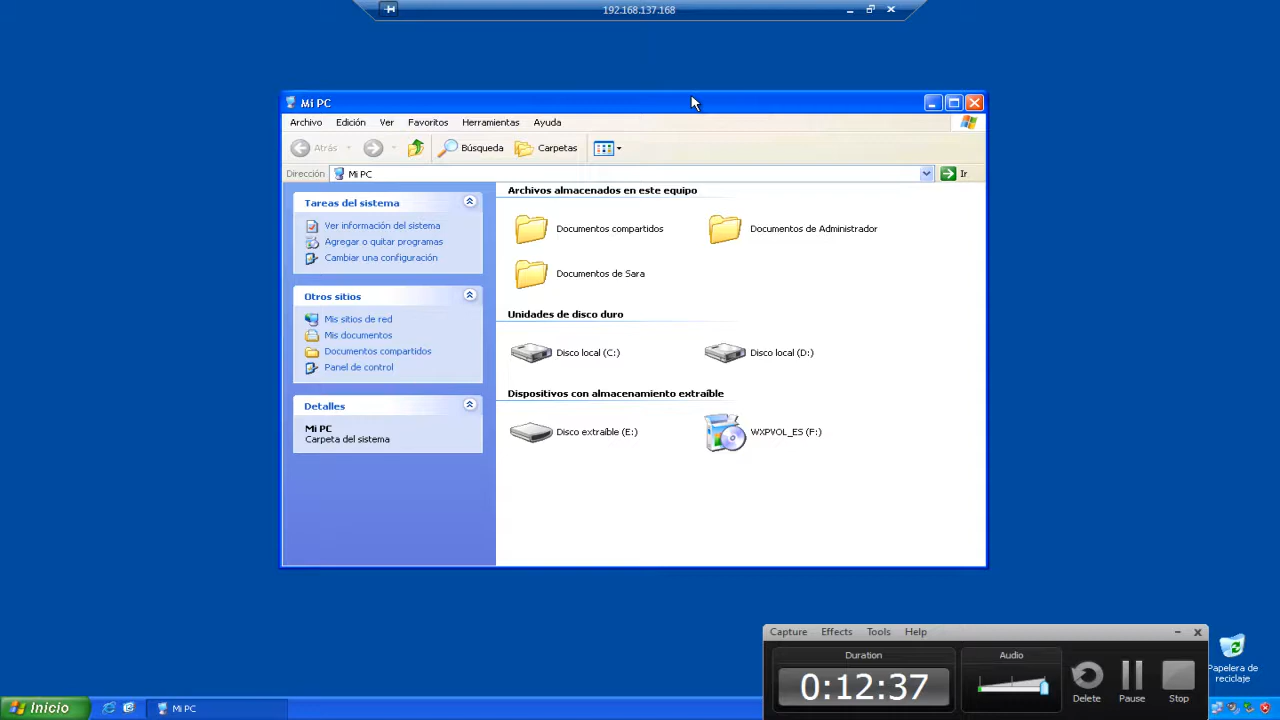 192.168.137.168
Mi PC
Archivo Edición Ver Favoritos Herramientas Ayuda
Atrás Búsqueda Carpetas
Dirección Mi PC Ir
Tareas del sistema
Ver información del sistema
Agregar o quitar programas
Cambiar una configuración
Otros sitios
Mis sitios de red
Mis documentos
Documentos compartidos
Panel de control
Detalles
Mi PC
Carpeta del sistema
Archivos almacenados en este equipo
Documentos compartidos Documentos de Administrador
Documentos de Sara
Unidades de disco duro
Disco local (C:) Disco local (D:)
Dispositivos con almacenamiento extraíble
Disco extraíble (E:) WXPVOL_ES (F:)
Capture Effects Tools Help
Duration Audio
0:12:37
Delete Pause Stop
Papelera de
reciclaje
Inicio Mi PC